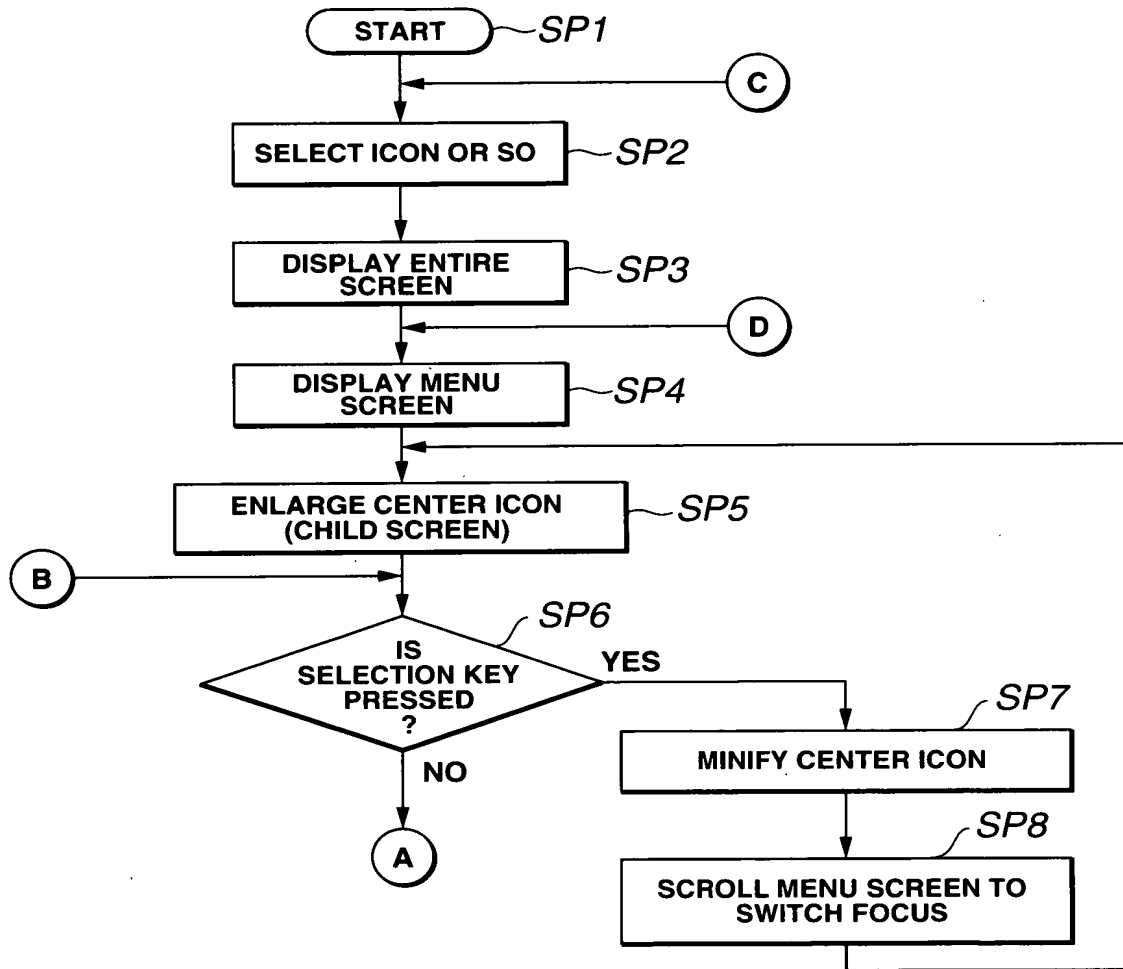 START
SP1
C
SELECT ICON OR SO
SP2
DISPLAY ENTIRE
SCREEN
SP3
D
DISPLAY MENU
SCREEN
SP4
ENLARGE CENTER ICON
(CHILD SCREEN)
SP5
B
IS
SELECTION KEY
PRESSED
?
SP6
YES
NO
A
SP7
MINIFY CENTER ICON
SP8
SCROLL MENU SCREEN TO
SWITCH FOCUS